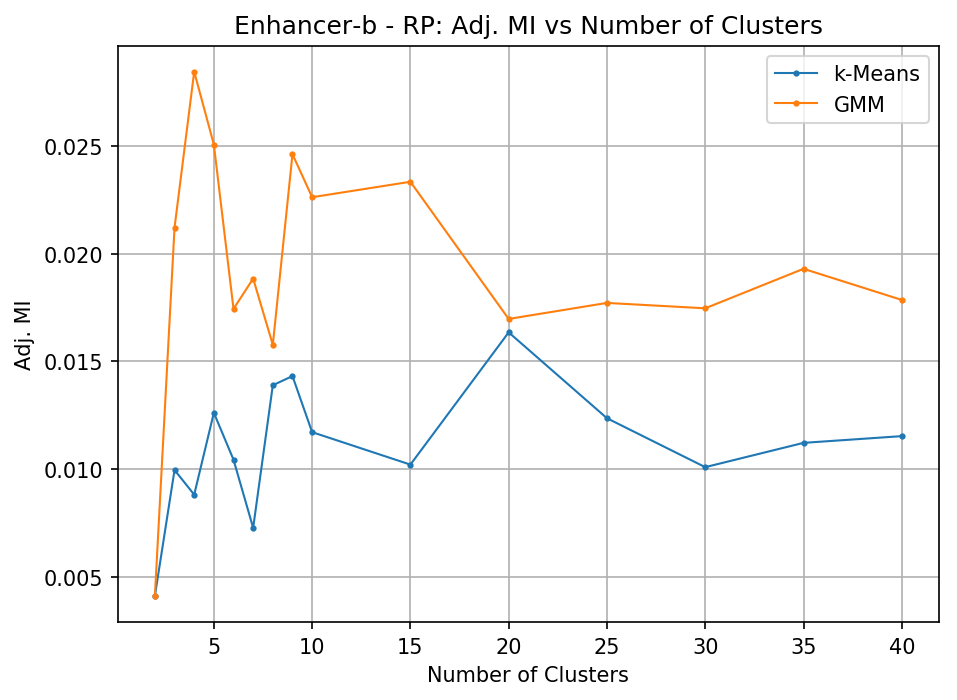 Enhancer-b - RP: Adj. MI vs Number of Clusters
k-Means
GMM
Adj. MI
0.025
0.020
0.015
0.010
0.005
5 10 15 20 25 30 35 40
Number of Clusters